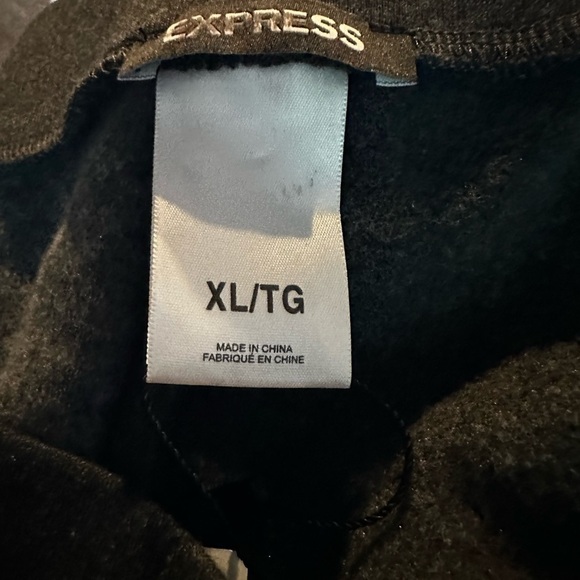 EXPRESS
XL/TG
MADE IN CHINA
FABRIQUÉ EN CHINE